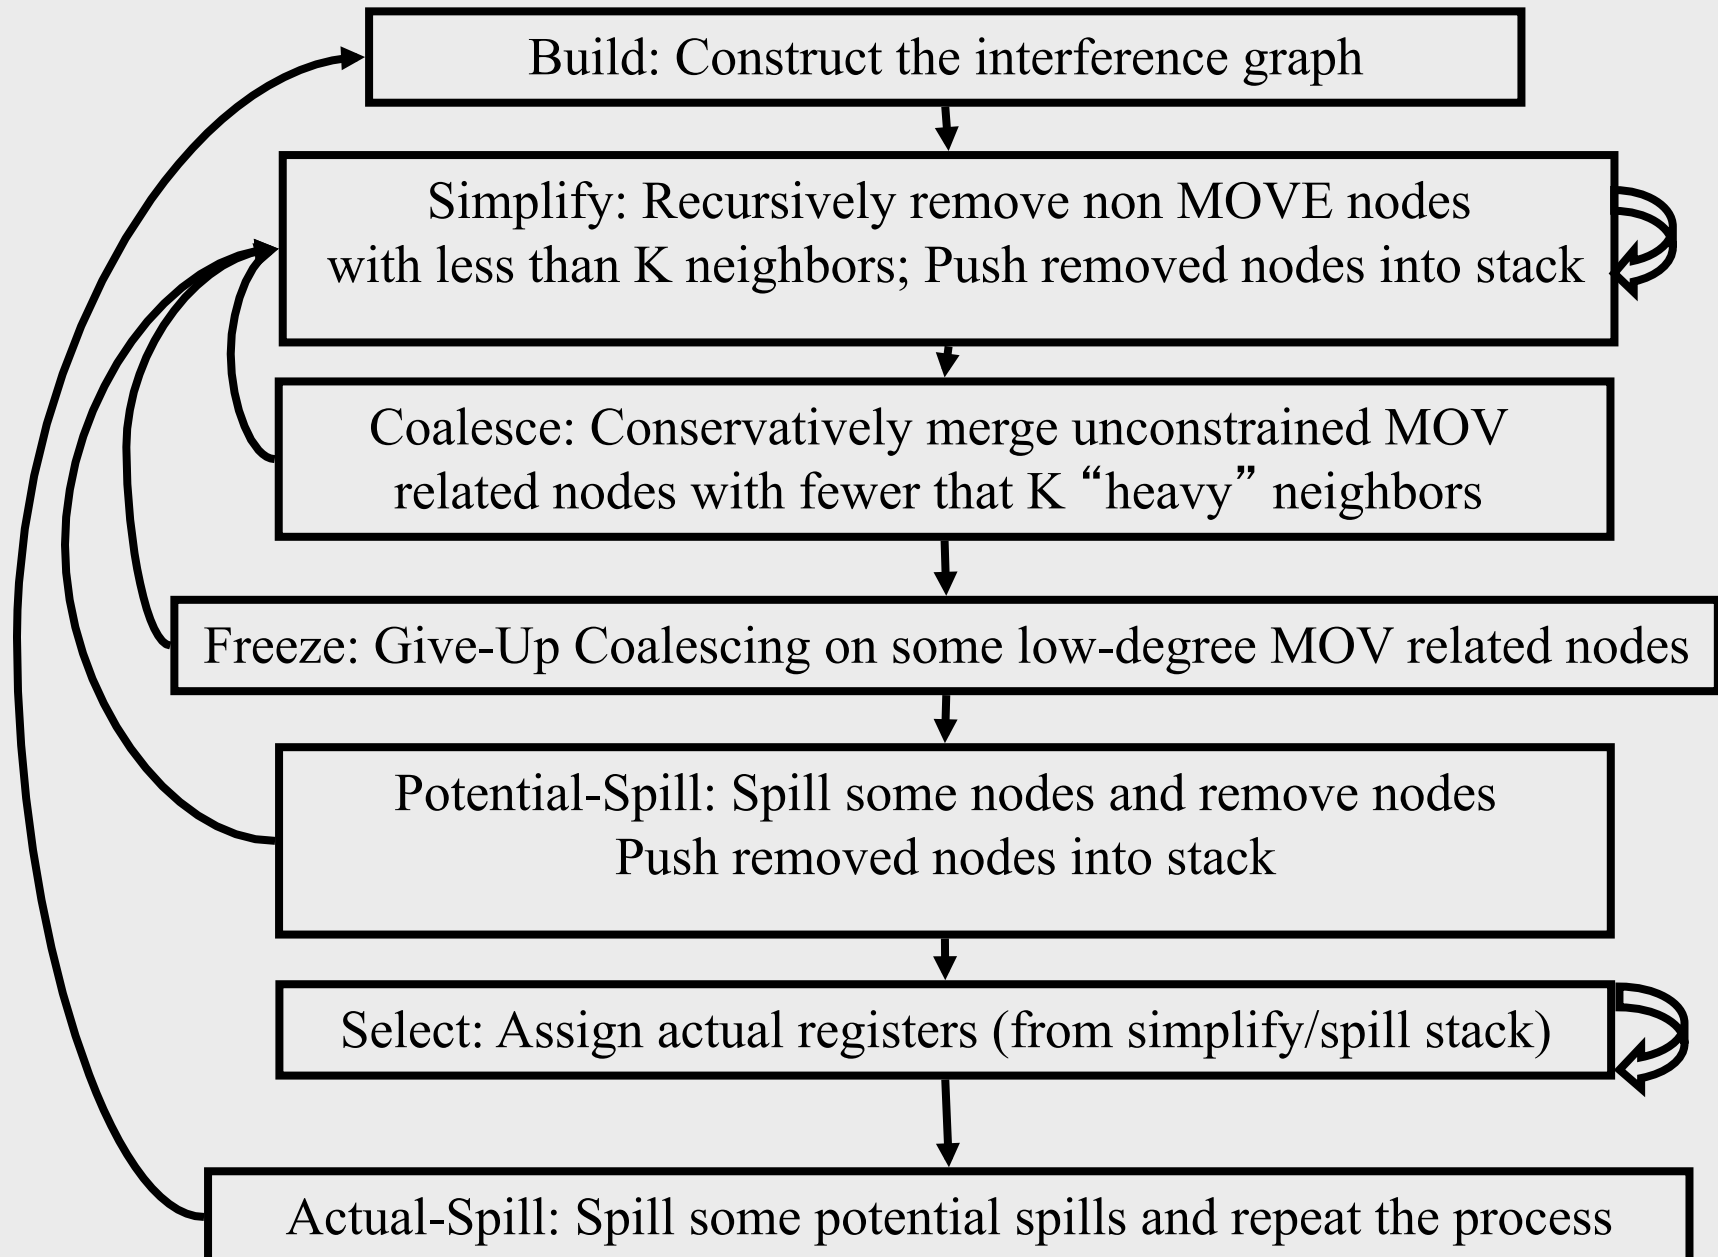 Build: Construct the interference graph
Simplify: Recursively remove non MOVE nodes
with less than K neighbors; Push removed nodes into stack
Coalesce: Conservatively merge unconstrained MOV
related nodes with fewer that K “heavy” neighbors
Freeze: Give-Up Coalescing on some low-degree MOV related nodes
Potential-Spill: Spill some nodes and remove nodes
Push removed nodes into stack
Select: Assign actual registers (from simplify/spill stack)
Actual-Spill: Spill some potential spills and repeat the process